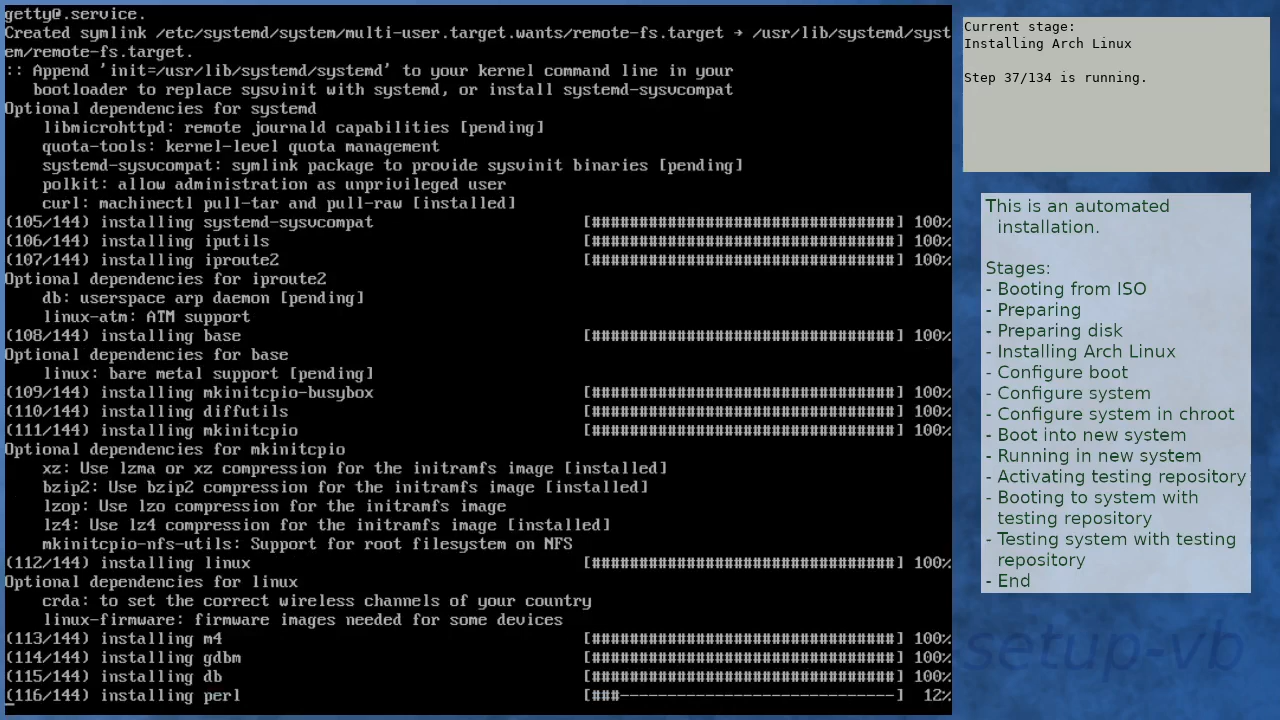 getty@.service.
Created symlink /etc/systemd/system/multi-user.target.wants/remote-fs.target → /usr/lib/systemd/syst
em/remote-fs.target.
:: Append 'init=/usr/lib/systemd/systemd' to your kernel command line in your
   bootloader to replace sysvinit with systemd, or install systemd-sysvcompat
Optional dependencies for systemd
    libmicrohttpd: remote journald capabilities [pending]
    quota-tools: kernel-level quota management
    systemd-sysvcompat: symlink package to provide sysvinit binaries [pending]
    polkit: allow administration as unprivileged user
    curl: machinectl pull-tar and pull-raw [installed]
(105/144) installing systemd-sysvcompat [################################] 100%
(106/144) installing iputils [################################] 100%
(107/144) installing iproute2 [################################] 100%
Optional dependencies for iproute2
    db: userspace arp daemon [pending]
    linux-atm: ATM support
(108/144) installing base [################################] 100%
Optional dependencies for base
    linux: bare metal support [pending]
(109/144) installing mkinitcpio-busybox [################################] 100%
(110/144) installing diffutils [################################] 100%
(111/144) installing mkinitcpio [################################] 100%
Optional dependencies for mkinitcpio
    xz: Use lzma or xz compression for the initramfs image [installed]
    bzip2: Use bzip2 compression for the initramfs image [installed]
    lzop: Use lzo compression for the initramfs image
    lz4: Use lz4 compression for the initramfs image [installed]
    mkinitcpio-nfs-utils: Support for root filesystem on NFS
(112/144) installing linux [################################] 100%
Optional dependencies for linux
    crda: to set the correct wireless channels of your country
    linux-firmware: firmware images needed for some devices
(113/144) installing m4 [################################] 100%
(114/144) installing gdbm [################################] 100%
(115/144) installing db [################################] 100%
(116/144) installing perl [###-----------------------------] 12%
Current stage:
Installing Arch Linux
Step 37/134 is running.
This is an automated
installation.
Stages:
- Booting from ISO
- Preparing
- Preparing disk
- Installing Arch Linux
- Configure boot
- Configure system
- Configure system in chroot
- Boot into new system
- Running in new system
- Activating testing repository
- Booting to system with
testing repository
- Testing system with testing
repository
- End
setup-vb